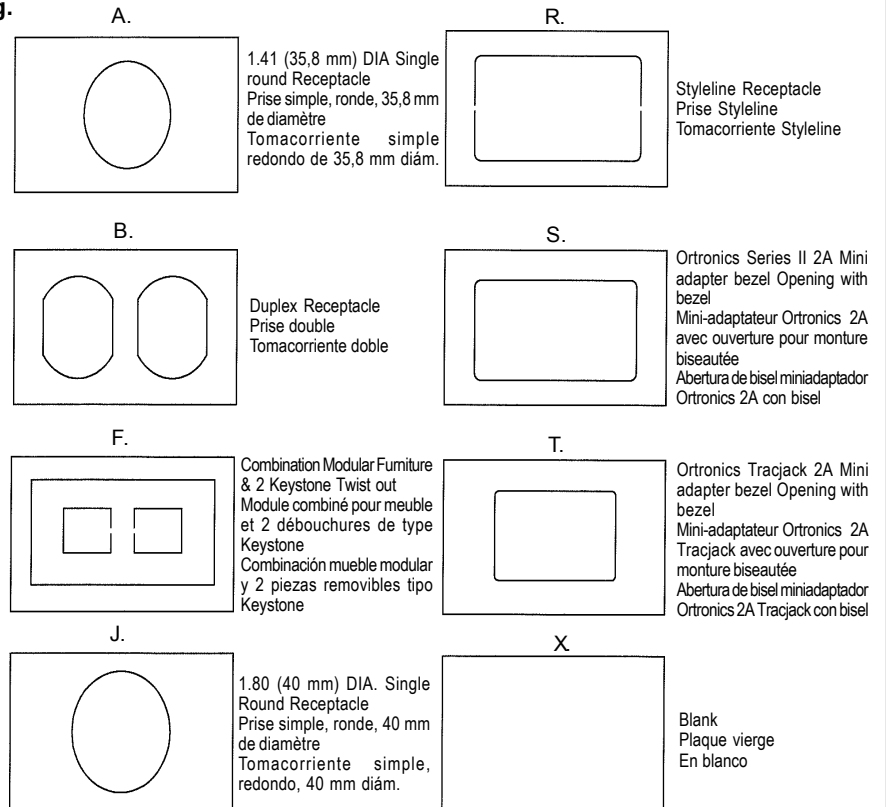 g.
A.
1.41 (35,8 mm) DIA Single
round Receptacle
Prise simple, ronde, 35,8 mm
de diamètre
Tomacorriente simple
redondo de 35,8 mm diám.
B.
Duplex Receptacle
Prise double
Tomacorriente doble
F.
Combination Modular Furniture
& 2 Keystone Twist out
Module combiné pour meuble
et 2 débouchures de type
Keystone
Combinación mueble modular
y 2 piezas removibles tipo
Keystone
J.
1.80 (40 mm) DIA. Single
Round Receptacle
Prise simple, ronde, 40 mm
de diamètre
Tomacorriente simple,
redondo, 40 mm diám.
R.
Styleline Receptacle
Prise Styleline
Tomacorriente Styleline
S.
Ortronics Series II 2A Mini
adapter bezel Opening with
bezel
Mini-adaptateur Ortronics 2A
avec ouverture pour monture
biseautée
Abertura de bisel miniadaptador
Ortronics 2A con bisel
T.
Ortronics Tracjack 2A Mini
adapter bezel Opening with
bezel
Mini-adaptateur Ortronics 2A
Tracjack avec ouverture pour
monture biseautée
Abertura de bisel miniadaptador
Ortronics 2A Tracjack con bisel
X.
Blank
Plaque vierge
En blanco